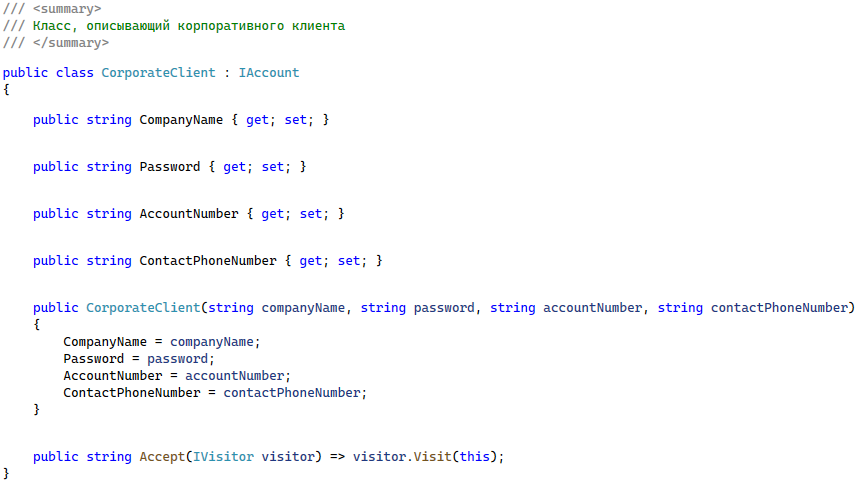 /// <summary>
/// Класс, описывающий корпоративного клиента
/// </summary>
public class CorporateClient : IAccount
{
public string CompanyName { get; set; }
public string Password { get; set; }
public string AccountNumber { get; set; }
public string ContactPhoneNumber { get; set; }
public CorporateClient(string companyName, string password, string accountNumber, string contactPhoneNumber)
{
CompanyName = companyName;
Password = password;
AccountNumber = accountNumber;
ContactPhoneNumber = contactPhoneNumber;
}
public string Accept(IVisitor visitor) => visitor.Visit(this);
}